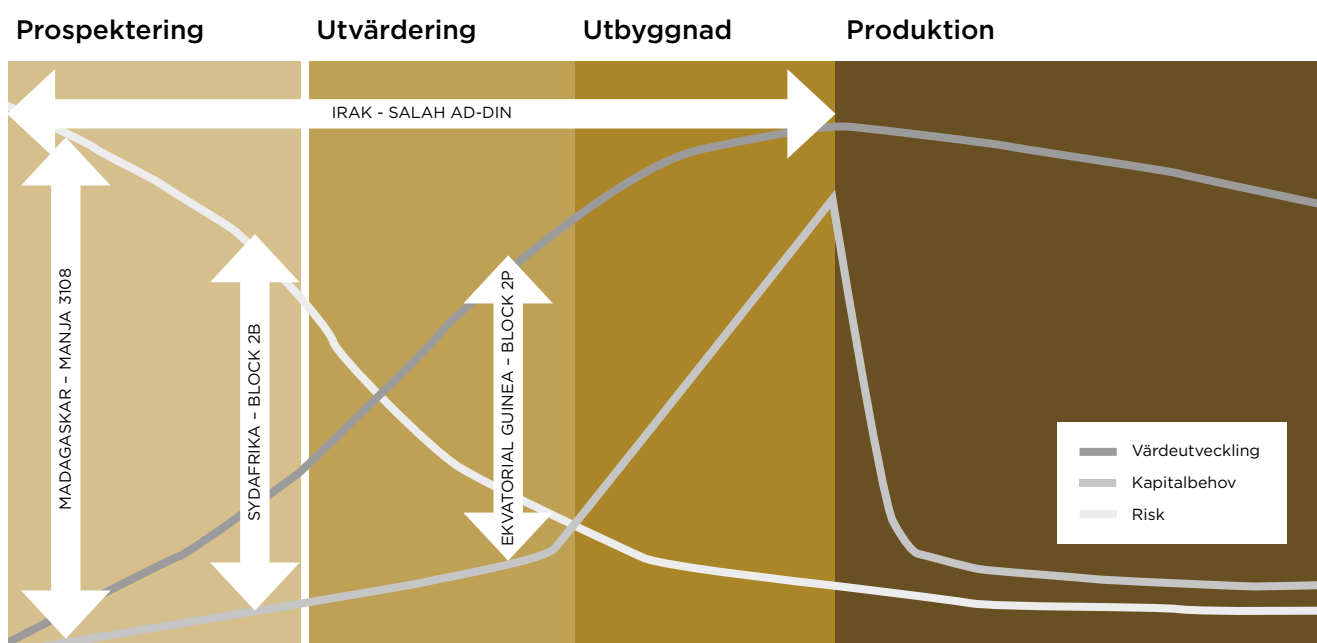 Prospektering
Utvärdering
Utbyggnad
Produktion
IRAK - SALAH AD-DIN
MADAGASKAR – MANJA 3108
SYDAFRIKA – BLOCK 2B
EKVATORIAL GUINEA – BLOCK 2P
Värdeutveckling
Kapitalbehov
Risk